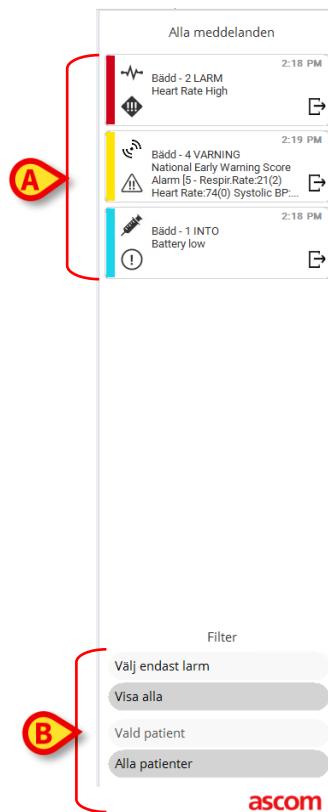 Alla meddelanden
2:18 PM
Bädd - 2 LARM
Heart Rate High
A
2:19 PM
Bädd - 4 VARNING
National Early Warning Score
Alarm [5 - Respir.Rate:21(2)
Heart Rate:74(0) Systolic BP:...
2:18 PM
Bädd - 1 INTO
Battery low
Filter
Välj endast larm
Visa alla
B
Vald patient
Alla patienter
ascom